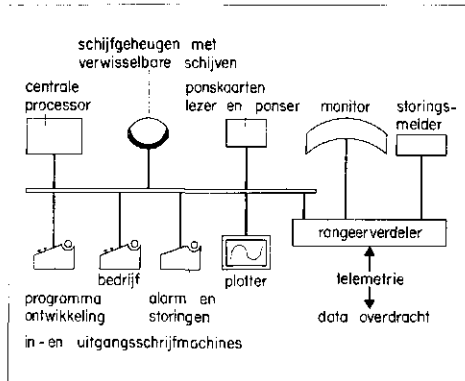 schijfgeheugen met
verwisselbare schijven
centrale
processor
ponskaarten
lezer en ponser
monitor
storings-
melder
rangeerverdeler
bedrijf
plotter
telemetrie
programma
ontwikkeling
alarm en
storingen
data overdracht
in- en uitgangsschrijfmachines